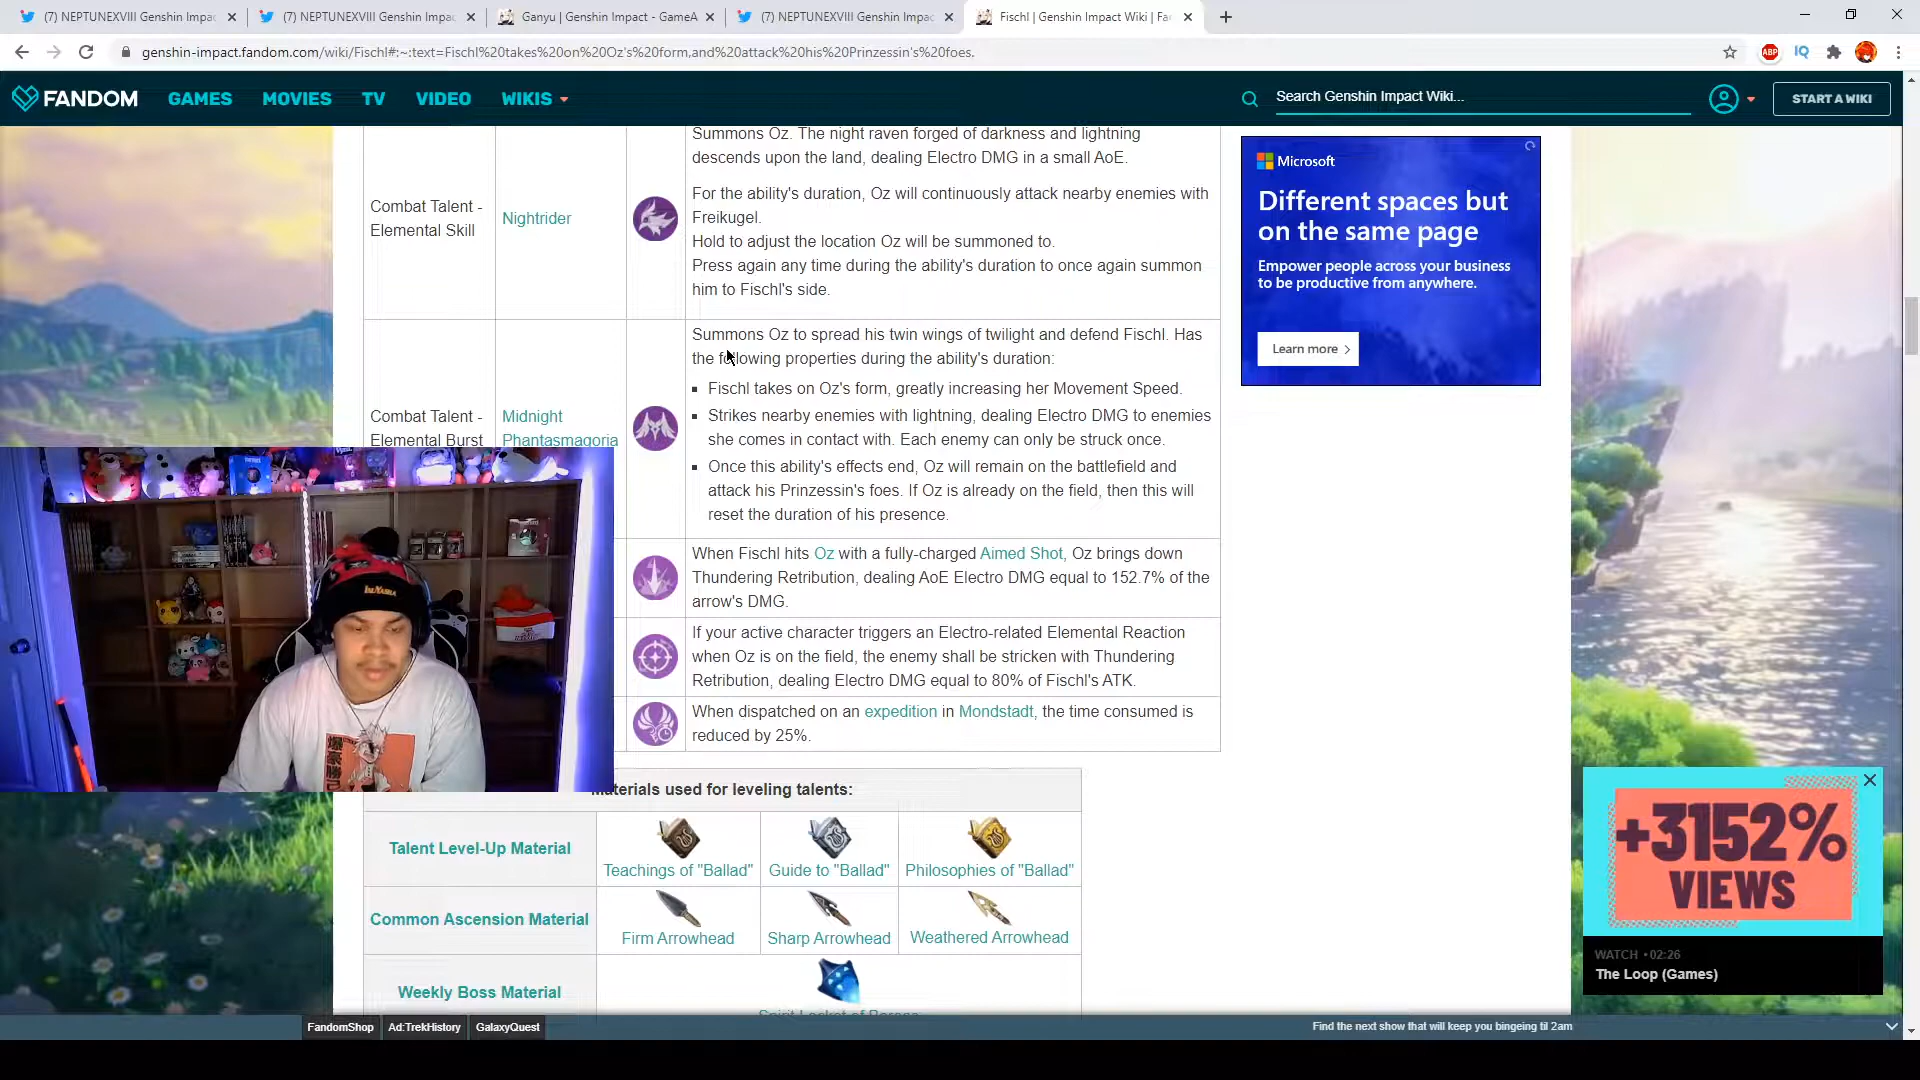 (7) NEPTUNEXVIII Genshin Impac
(7) NEPTUNEXVIII Genshin Impac
Ganyu | Genshin Impact - GameA
(7) NEPTUNEXVIII Genshin Impac
Fischl | Genshin Impact Wiki | Fa
genshin-impact.fandom.com/wiki/Fischl#:~:text=Fischl%20takes%20on%20Oz's%20form,and%20attack%20his%20Prinzessin's%20foes.
ABP
IQ
FANDOM
GAMES
MOVIES
TV
VIDEO
WIKIS
Search Genshin Impact Wiki...
START A WIKI
Combat Talent -
Elemental Skill
Nightrider
Summons Oz. The night raven forged of darkness and lightning
descends upon the land, dealing Electro DMG in a small AoE.
For the ability's duration, Oz will continuously attack nearby enemies with
Freikugel.
Hold to adjust the location Oz will be summoned to.
Press again any time during the ability's duration to once again summon
him to Fischl's side.
Combat Talent -
Elemental Burst
Midnight
Phantasmagoria
Summons Oz to spread his twin wings of twilight and defend Fischl. Has
the following properties during the ability's duration:
Fischl takes on Oz's form, greatly increasing her Movement Speed.
Strikes nearby enemies with lightning, dealing Electro DMG to enemies
she comes in contact with. Each enemy can only be struck once.
Once this ability's effects end, Oz will remain on the battlefield and
attack his Prinzessin's foes. If Oz is already on the field, then this will
reset the duration of his presence.
When Fischl hits Oz with a fully-charged Aimed Shot, Oz brings down
Thundering Retribution, dealing AoE Electro DMG equal to 152.7% of the
arrow's DMG.
If your active character triggers an Electro-related Elemental Reaction
when Oz is on the field, the enemy shall be stricken with Thundering
Retribution, dealing Electro DMG equal to 80% of Fischl's ATK.
When dispatched on an expedition in Mondstadt, the time consumed is
reduced by 25%.
Materials used for leveling talents:
Talent Level-Up Material
Teachings of "Ballad"
Guide to "Ballad"
Philosophies of "Ballad"
Common Ascension Material
Firm Arrowhead
Sharp Arrowhead
Weathered Arrowhead
Weekly Boss Material
Spirit Locket of Boreas
Microsoft
Different spaces but
on the same page
Empower people across your business
to be productive from anywhere.
Learn more
+3152%
VIEWS
WATCH • 02:26
The Loop (Games)
FandomShop
Ad:TrekHistory
GalaxyQuest
Find the next show that will keep you bingeing til 2am
INUYASHA